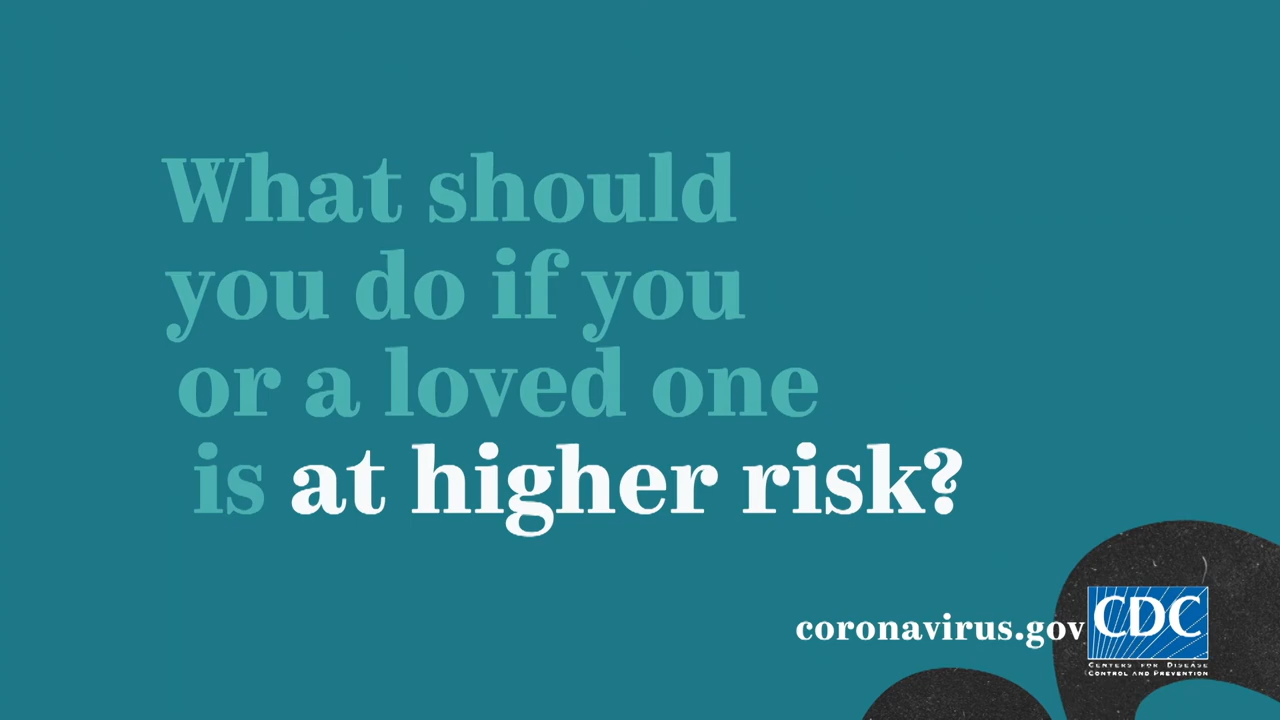 What should
you do if you
or a loved one
is at higher risk?
coronavirus.gov
CDC
CENTERS FOR DISEASE
CONTROL AND PREVENTION